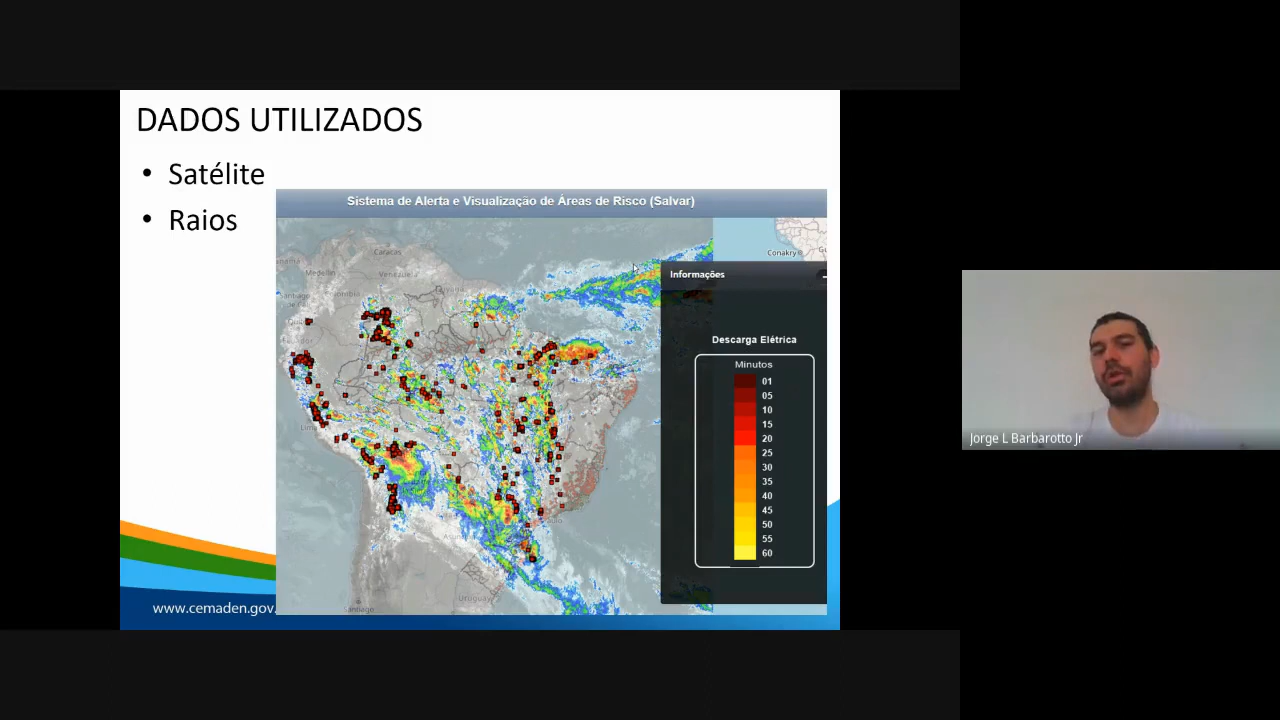 DADOS UTILIZADOS
• Satélite
• Raios
Sistema de Alerta e Visualização de Áreas de Risco (Salvar)
Caracas
Medellín
Venezuela
Conakry
Informações
Descarga Elétrica
Minutos
01
05
10
15
20
25
30
35
40
45
50
55
60
Lima
Uruguay
Santiago
www.cemaden.gov.
Jorge L Barbarotto Jr